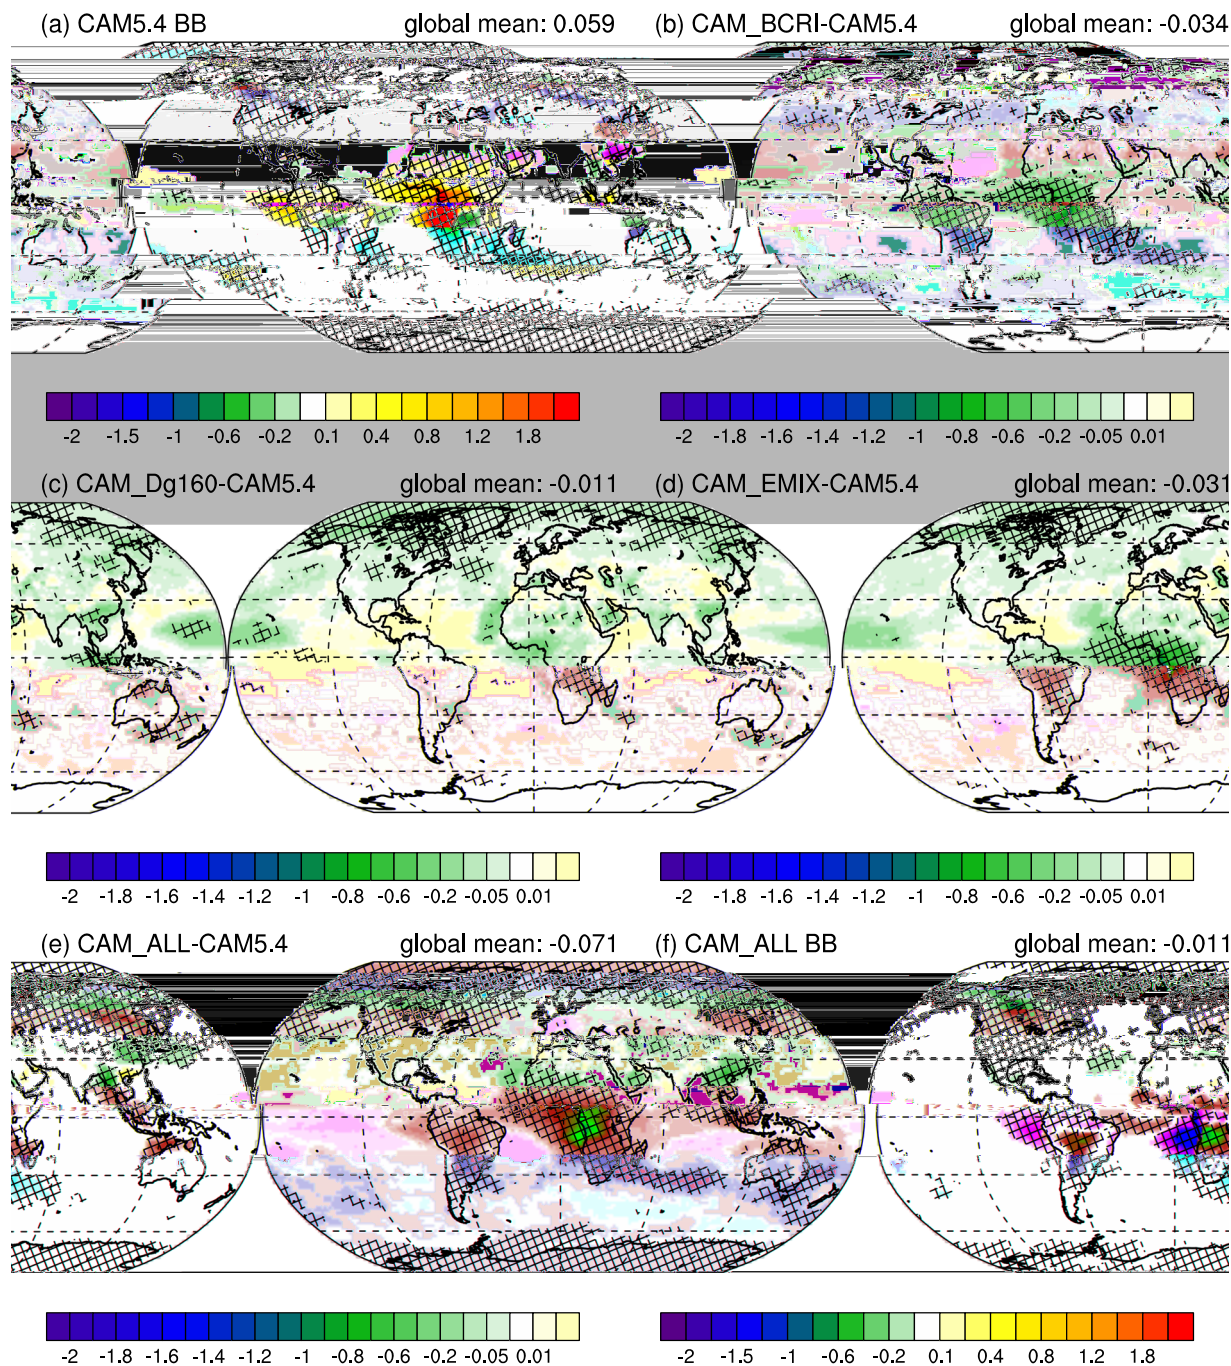 (a) CAM5.4 BB global mean: 0.059
(b) CAM_BCRI-CAM5.4 global mean: -0.034
-2 -1.5 -1 -0.6 -0.2 0.1 0.4 0.8 1.2 1.8
-2 -1.8 -1.6 -1.4 -1.2 -1 -0.8 -0.6 -0.2 -0.05 0.01
(c) CAM_Dg160-CAM5.4 global mean: -0.011
(d) CAM_EMIX-CAM5.4 global mean: -0.031
-2 -1.8 -1.6 -1.4 -1.2 -1 -0.8 -0.6 -0.2 -0.05 0.01
-2 -1.8 -1.6 -1.4 -1.2 -1 -0.8 -0.6 -0.2 -0.05 0.01
(e) CAM_ALL-CAM5.4 global mean: -0.071
(f) CAM_ALL BB global mean: -0.011
-2 -1.8 -1.6 -1.4 -1.2 -1 -0.8 -0.6 -0.2 -0.05 0.01
-2 -1.5 -1 -0.6 -0.2 0.1 0.4 0.8 1.2 1.8